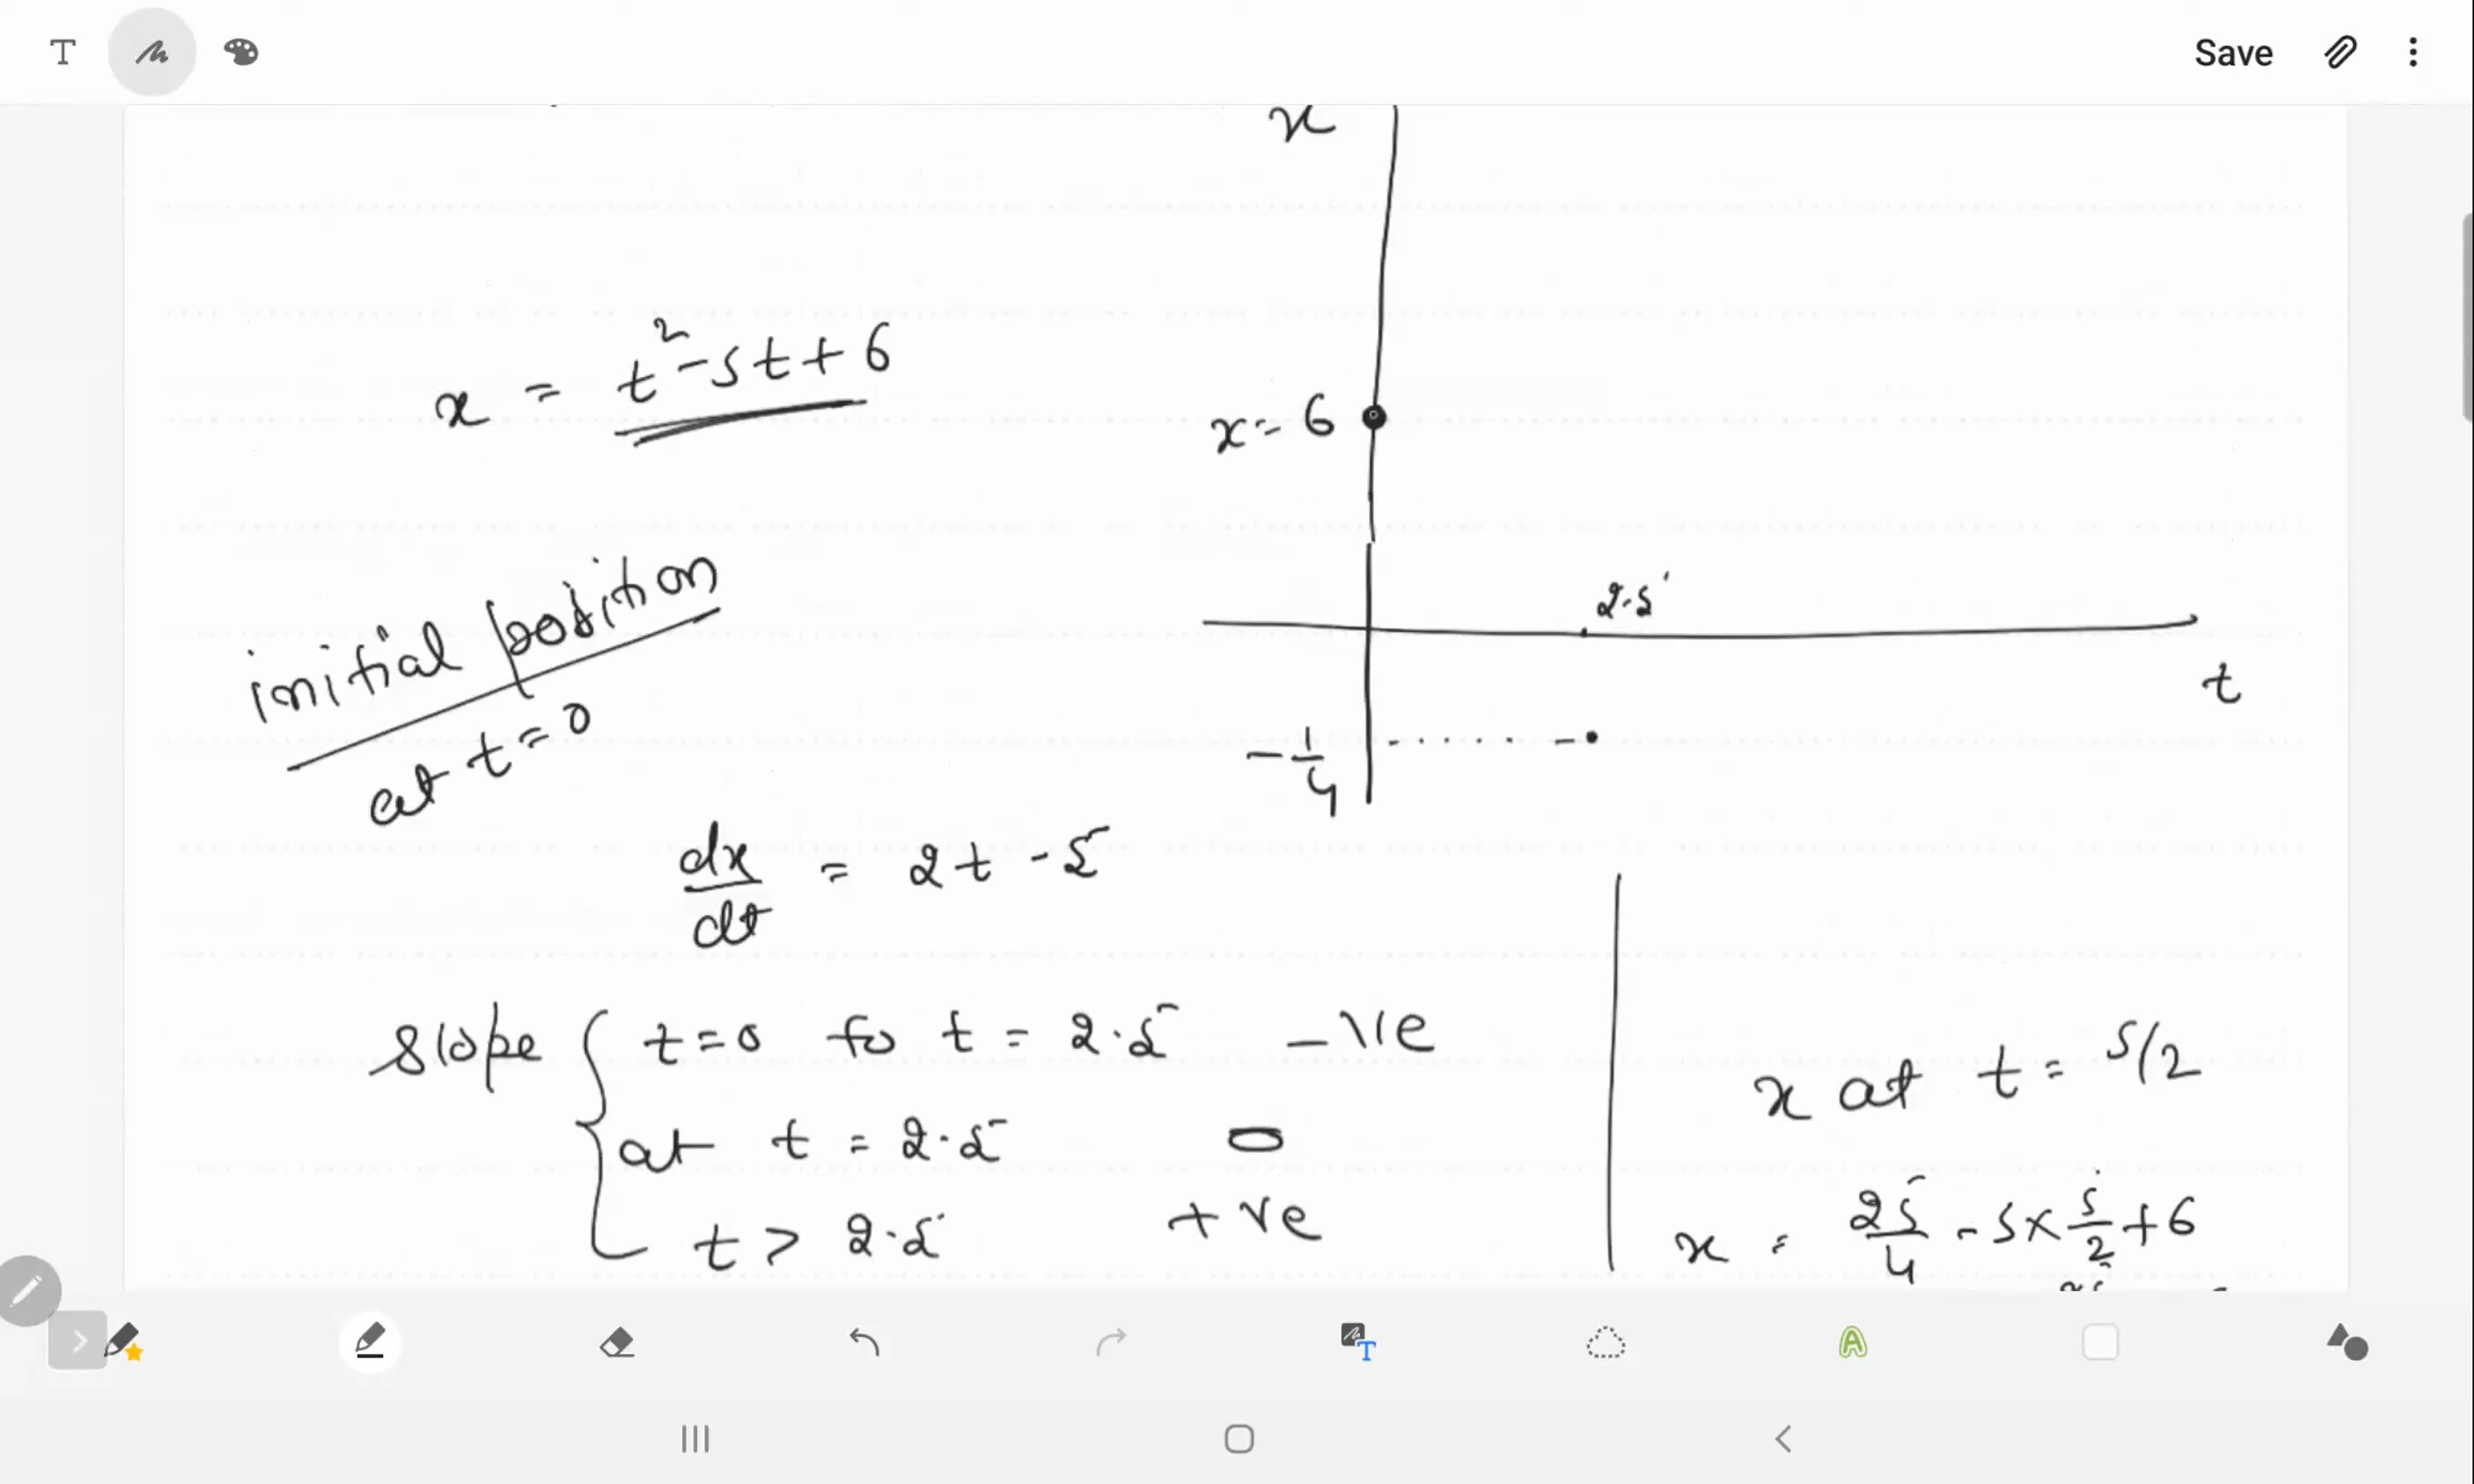 T
Save
x
x = t² - 5t + 6
x = 6
initial position
at t = 0
2.5
t
- 1/4
dx/dt = 2t - 5
slope { t = 0 to t = 2.5 - ve
at t = 2.5 0
t > 2.5 + ve
x at t = 5/2
x = 25/4 - 5 × 5/2 + 6
T
A